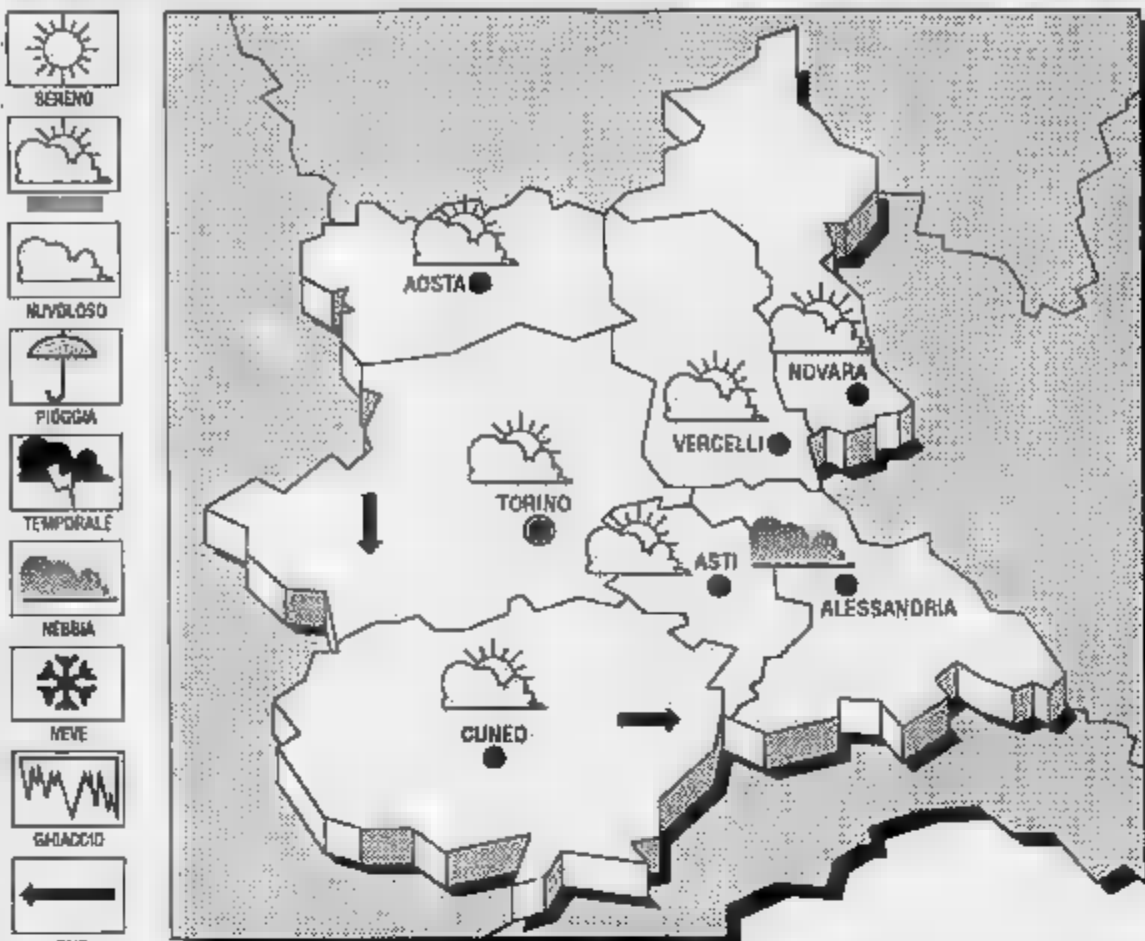 SERENO
NUVOLOSO
PIOGGIA
TEMPORALE
NEBBIA
NEVE
GHIACCIO
AOSTA
NOVARA
VERCELLI
TORINO
ASTI
ALESSANDRIA
CUNEO